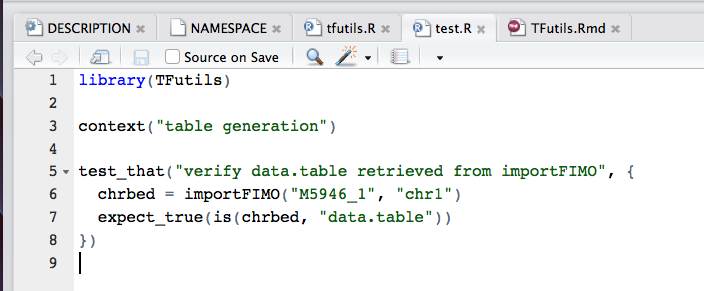 DESCRIPTION NAMESPACE tfutils.R test.R TFutils.Rmd
Source on Save
1 library(TFutils)
2
3 context("table generation")
4
5 test_that("verify data.table retrieved from importFIMO", {
6 chrbed = importFIMO("M5946_1", "chr1")
7 expect_true(is(chrbed, "data.table"))
8 })
9